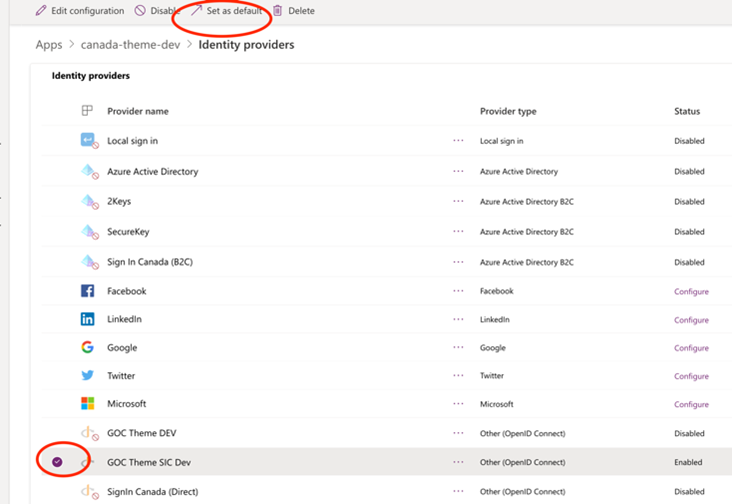 Edit configuration Disable Set as default Delete
Apps > canada-theme-dev > Identity providers
Identity providers
Provider name Provider type Status
Local sign in ··· Local sign in Disabled
Azure Active Directory ··· Azure Active Directory Disabled
2Keys ··· Azure Active Directory B2C Disabled
SecureKey ··· Azure Active Directory B2C Disabled
Sign In Canada (B2C) ··· Azure Active Directory B2C Disabled
Facebook ··· Facebook Configure
LinkedIn ··· LinkedIn Configure
Google ··· Google Configure
Twitter ··· Twitter Configure
Microsoft ··· Microsoft Configure
GOC Theme DEV ··· Other (OpenID Connect) Disabled
GOC Theme SIC Dev ··· Other (OpenID Connect) Enabled
SignIn Canada (Direct) ··· Other (OpenID Connect) Disabled